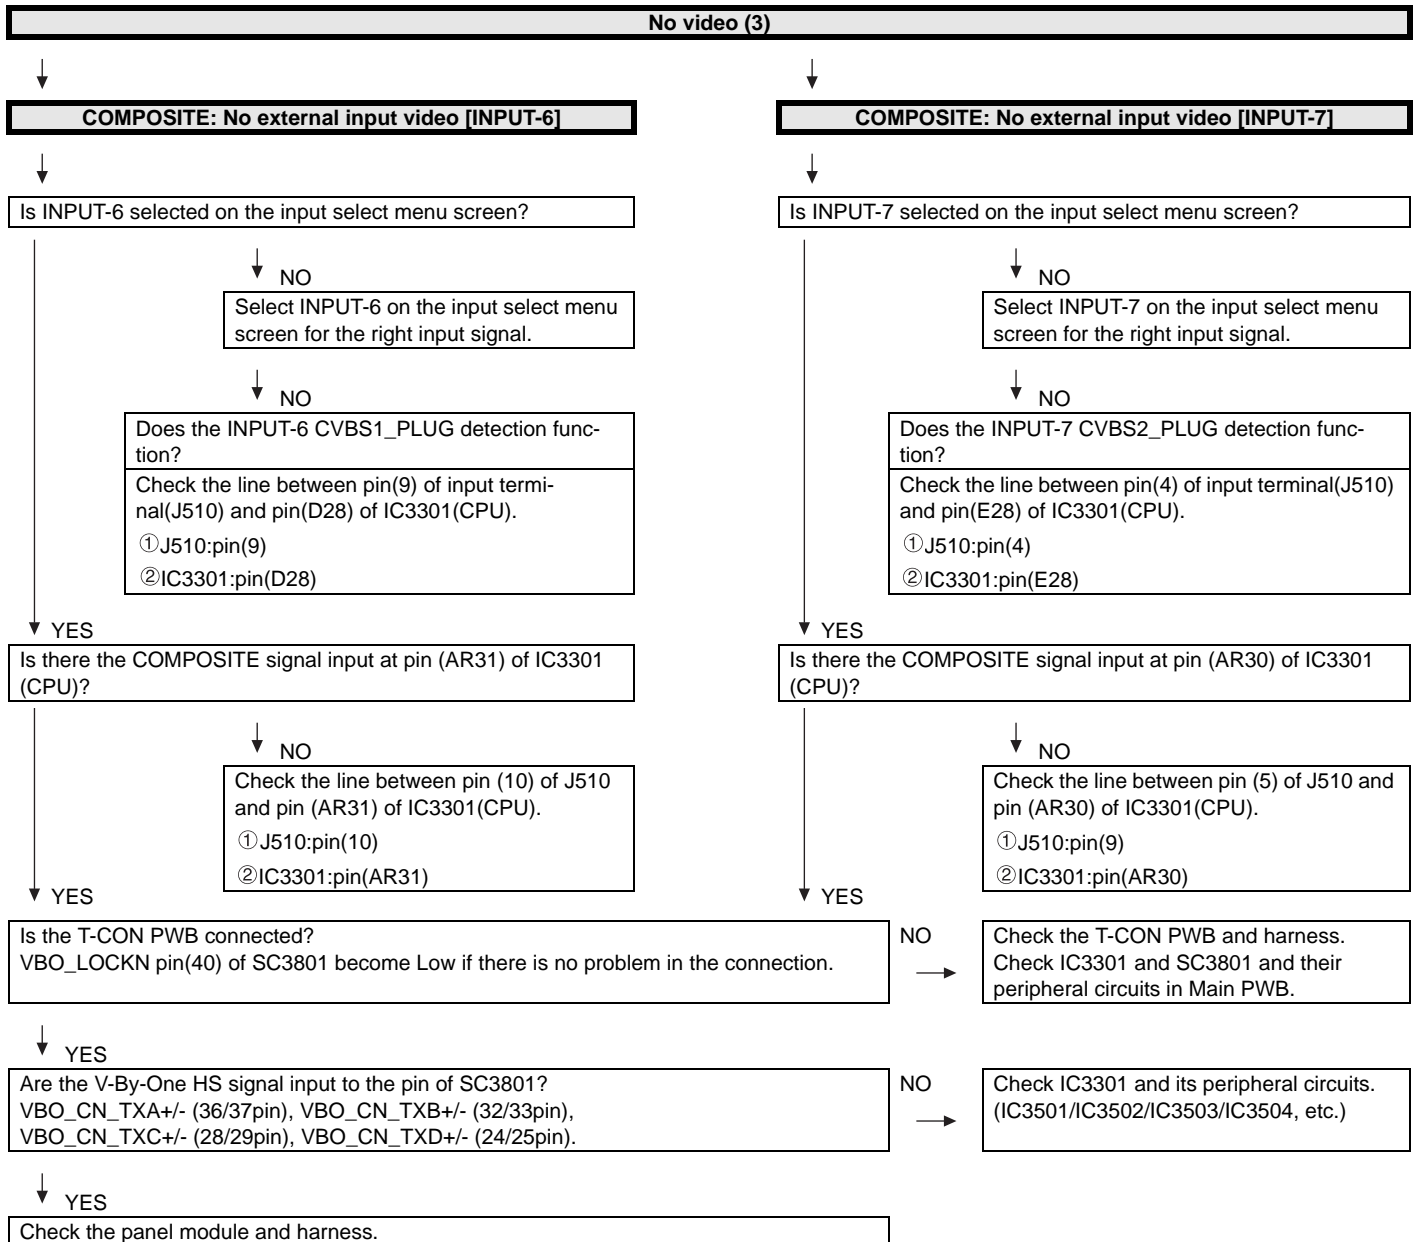 No video (3)
COMPOSITE: No external input video [INPUT-6]
Is INPUT-6 selected on the input select menu screen?
NO
Select INPUT-6 on the input select menu
screen for the right input signal.
NO
Does the INPUT-6 CVBS1_PLUG detection func-
tion?
Check the line between pin(9) of input termi-
nal(J510) and pin(D28) of IC3301(CPU).
①J510:pin(9)
②IC3301:pin(D28)
YES
Is there the COMPOSITE signal input at pin (AR31) of IC3301
(CPU)?
NO
Check the line between pin (10) of J510
and pin (AR31) of IC3301(CPU).
①J510:pin(10)
②IC3301:pin(AR31)
YES
COMPOSITE: No external input video [INPUT-7]
Is INPUT-7 selected on the input select menu screen?
NO
Select INPUT-7 on the input select menu
screen for the right input signal.
NO
Does the INPUT-7 CVBS2_PLUG detection func-
tion?
Check the line between pin(4) of input terminal(J510)
and pin(E28) of IC3301(CPU).
①J510:pin(4)
②IC3301:pin(E28)
YES
Is there the COMPOSITE signal input at pin (AR30) of IC3301
(CPU)?
NO
Check the line between pin (5) of J510 and
pin (AR30) of IC3301(CPU).
①J510:pin(9)
②IC3301:pin(AR30)
YES
Is the T-CON PWB connected?
VBO_LOCKN pin(40) of SC3801 become Low if there is no problem in the connection.
NO
Check the T-CON PWB and harness.
Check IC3301 and SC3801 and their
peripheral circuits in Main PWB.
YES
Are the V-By-One HS signal input to the pin of SC3801?
VBO_CN_TXA+/- (36/37pin), VBO_CN_TXB+/- (32/33pin),
VBO_CN_TXC+/- (28/29pin), VBO_CN_TXD+/- (24/25pin).
NO
Check IC3301 and its peripheral circuits.
(IC3501/IC3502/IC3503/IC3504, etc.)
YES
Check the panel module and harness.